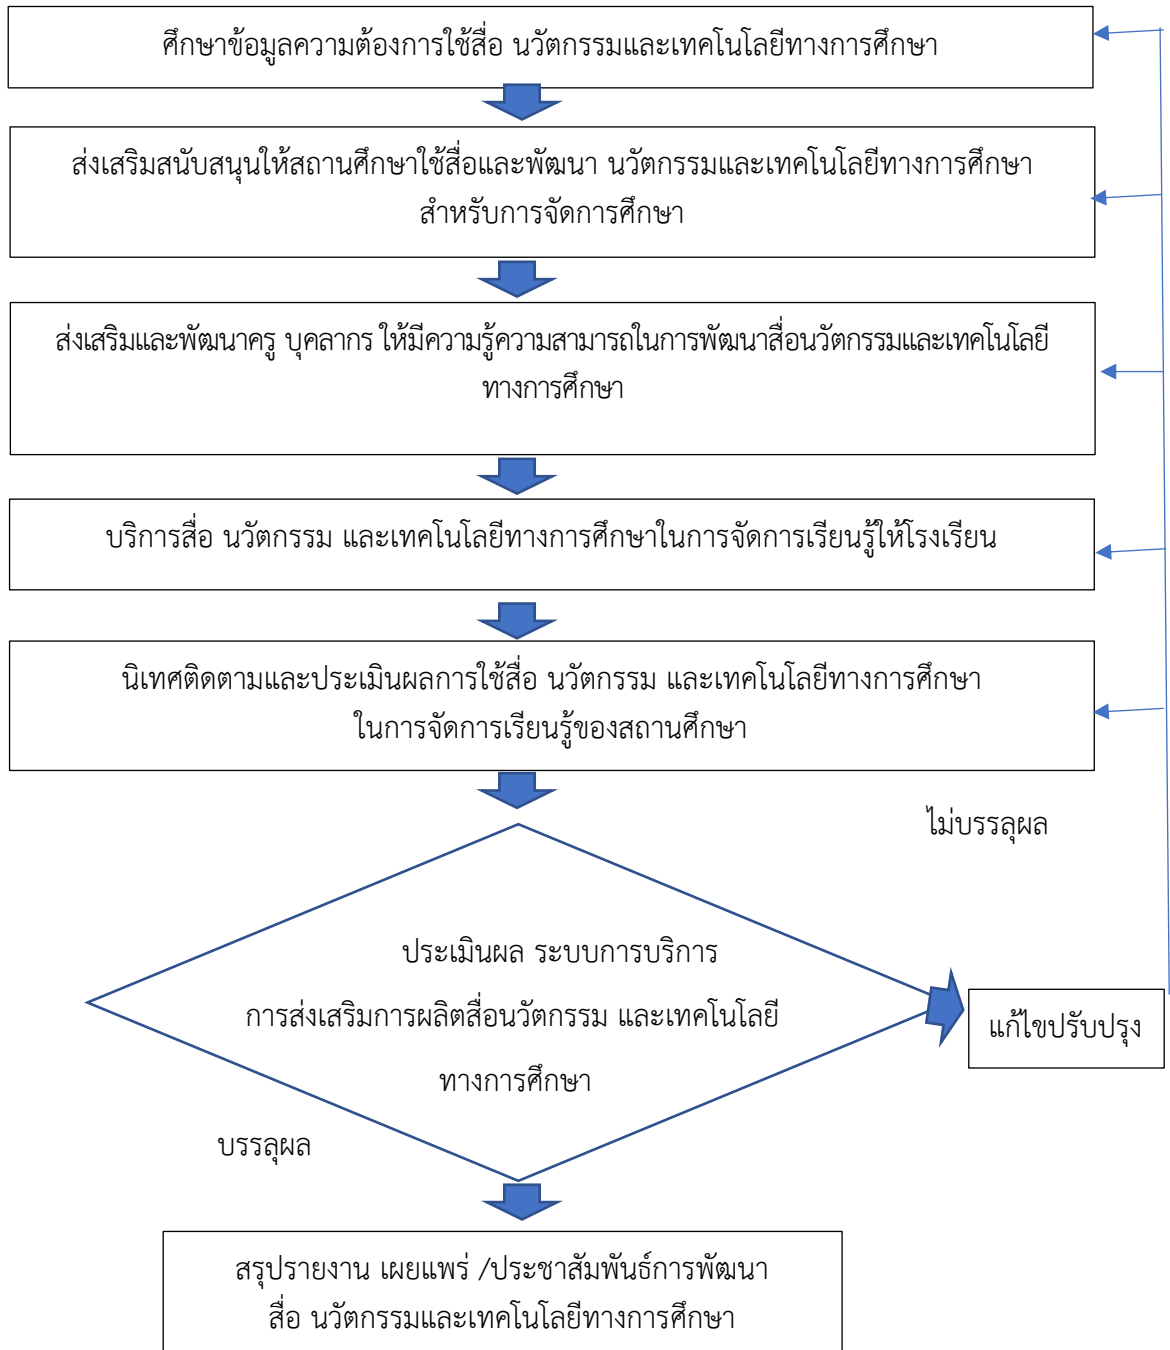 ศึกษาข้อมูลความต้องการใช้สื่อ นวัตกรรมและเทคโนโลยีทางการศึกษา
ส่งเสริมสนับสนุนให้สถานศึกษาใช้สื่อและพัฒนา นวัตกรรมและเทคโนโลยีทางการศึกษา
สำหรับการจัดการศึกษา
ส่งเสริมและพัฒนาครู บุคลากร ให้มีความรู้ความสามารถในการพัฒนาสื่อนวัตกรรมและเทคโนโลยี
ทางการศึกษา
บริการสื่อ นวัตกรรม และเทคโนโลยีทางการศึกษาในการจัดการเรียนรู้ให้โรงเรียน
นิเทศติดตามและประเมินผลการใช้สื่อ นวัตกรรม และเทคโนโลยีทางการศึกษา
ในการจัดการเรียนรู้ของสถานศึกษา
ไม่บรรลุผล
ประเมินผล ระบบการบริการ
การส่งเสริมการผลิตสื่อนวัตกรรม และเทคโนโลยี
ทางการศึกษา
แก้ไขปรับปรุง
บรรลุผล
สรุปรายงาน เผยแพร่ /ประชาสัมพันธ์การพัฒนา
สื่อ นวัตกรรมและเทคโนโลยีทางการศึกษา